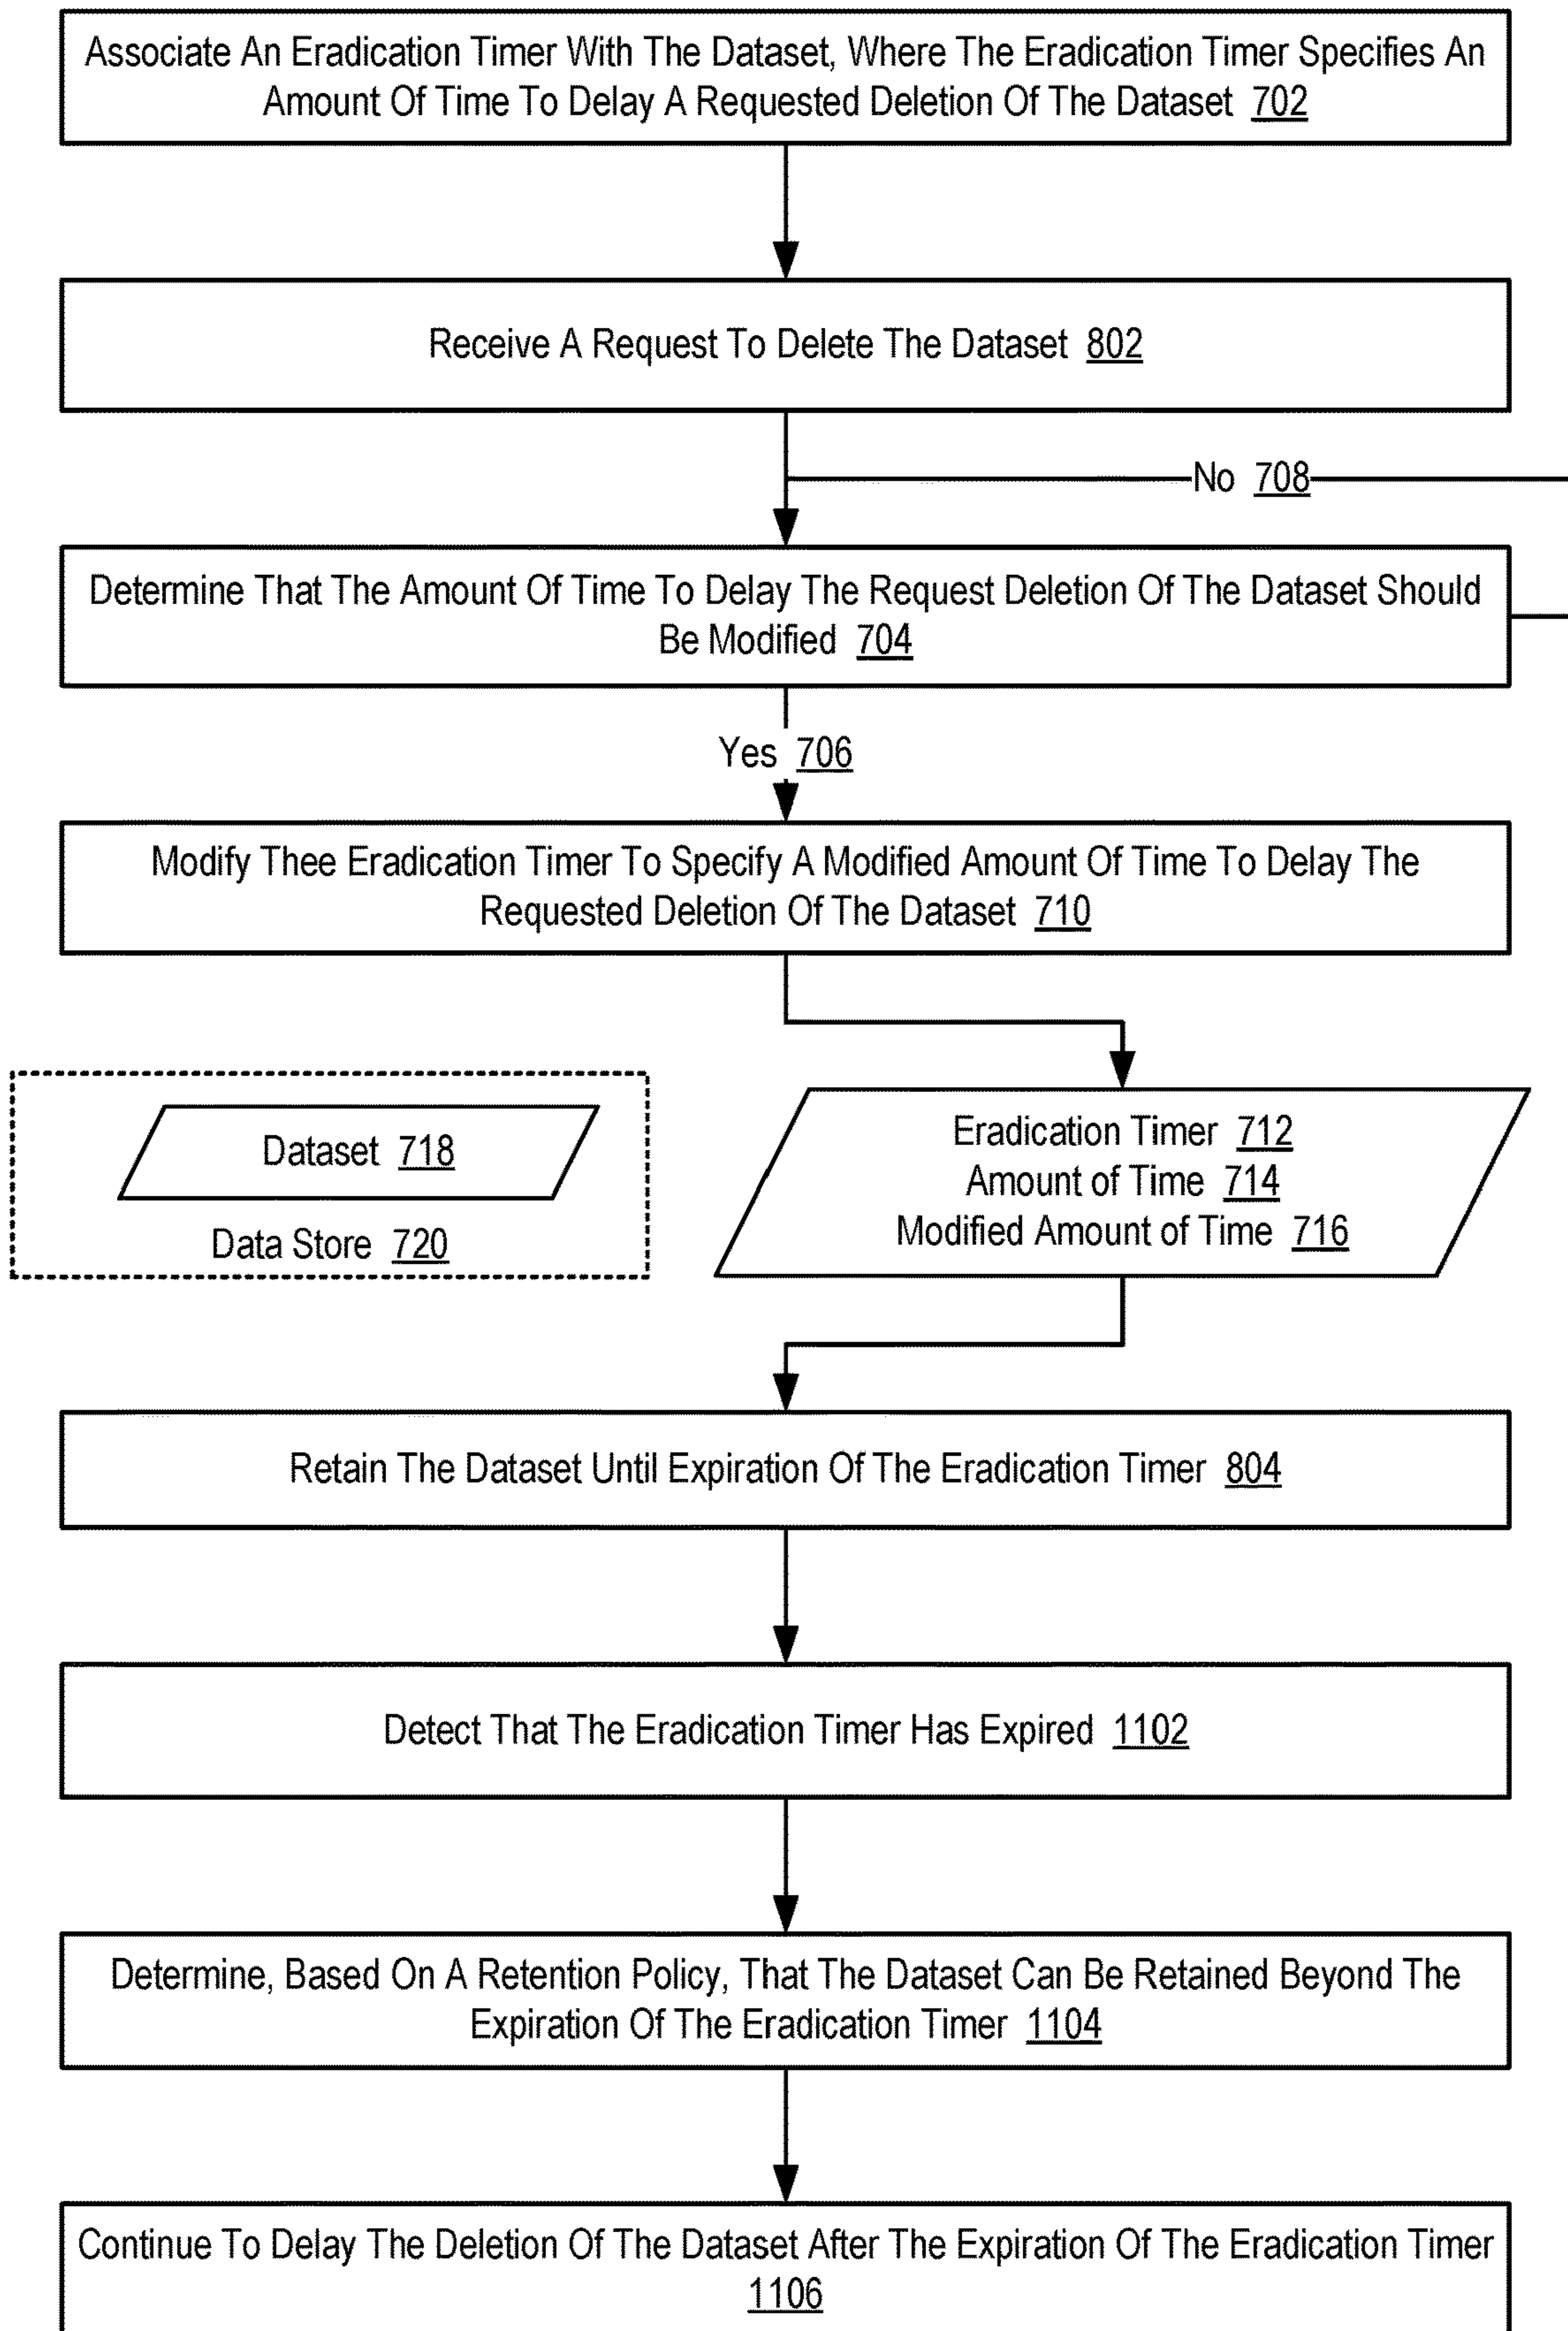 Associate An Eradication Timer With The Dataset, Where The Eradication Timer Specifies An
Amount Of Time To Delay A Requested Deletion Of The Dataset 702
Receive A Request To Delete The Dataset 802
No 708
Determine That The Amount Of Time To Delay The Request Deletion Of The Dataset Should
Be Modified 704
Yes 706
Modify Thee Eradication Timer To Specify A Modified Amount Of Time To Delay The
Requested Deletion Of The Dataset 710
Dataset 718
Data Store 720
Eradication Timer 712
Amount of Time 714
Modified Amount of Time 716
Retain The Dataset Until Expiration Of The Eradication Timer 804
Detect That The Eradication Timer Has Expired 1102
Determine, Based On A Retention Policy, That The Dataset Can Be Retained Beyond The
Expiration Of The Eradication Timer 1104
Continue To Delay The Deletion Of The Dataset After The Expiration Of The Eradication Timer
1106